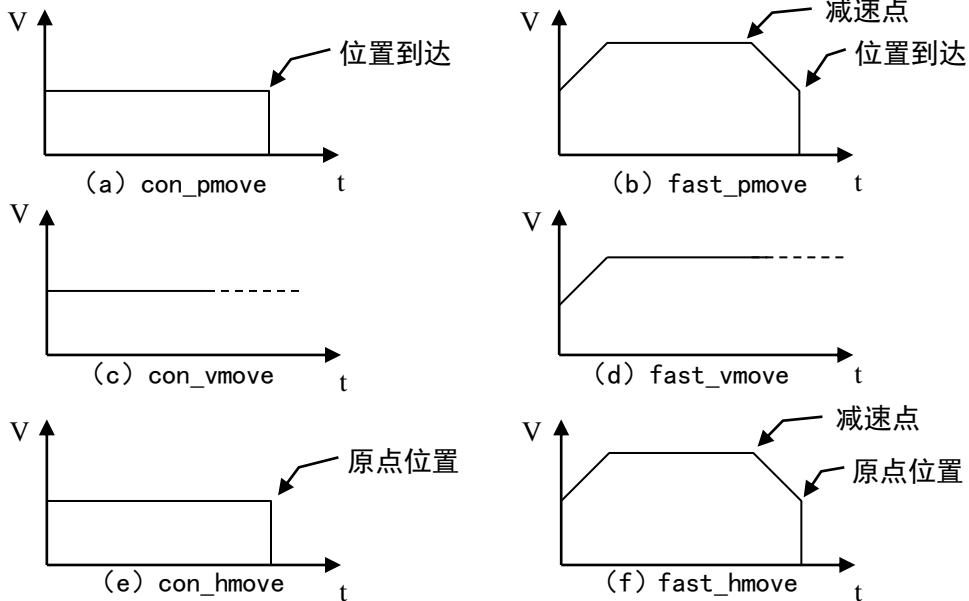 V
位置到达
(a) con_pmove
t
V
减速点
位置到达
(b) fast_pmove
t
V
(c) con_vmove
t
V
(d) fast_vmove
t
V
原点位置
(e) con_hmove
t
V
减速点
原点位置
(f) fast_hmove
t